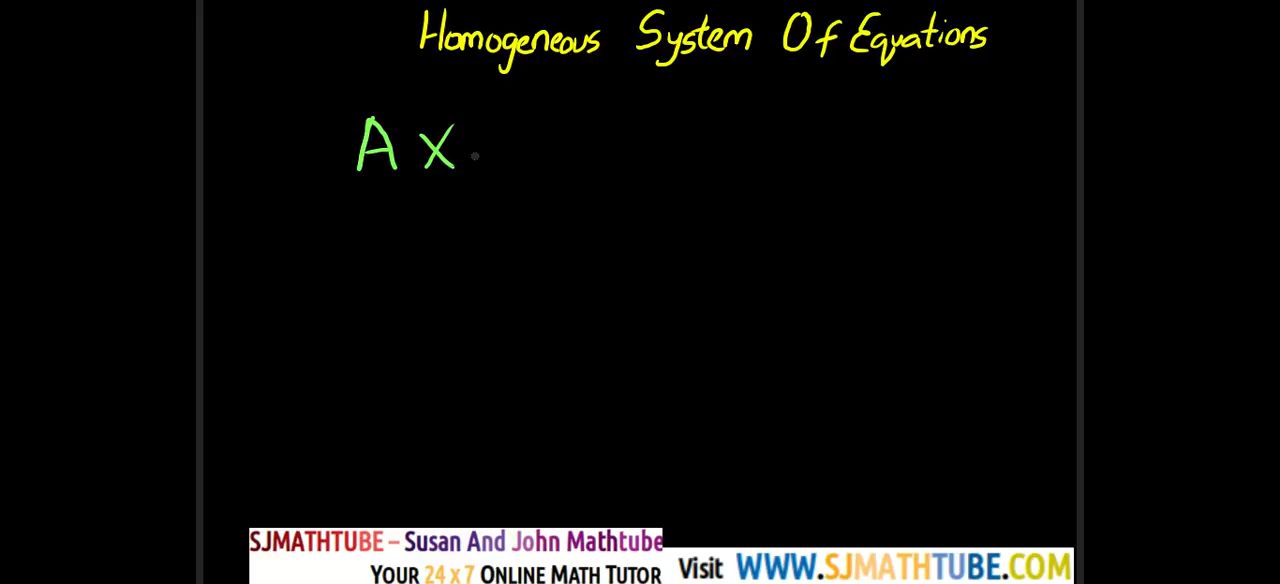 Homogeneous System Of Equations
A x
SJMATHTUBE – Susan And John Mathtube
YOUR 24 x 7 ONLINE MATH TUTOR
Visit WWW.SJMATHTUBE.COM